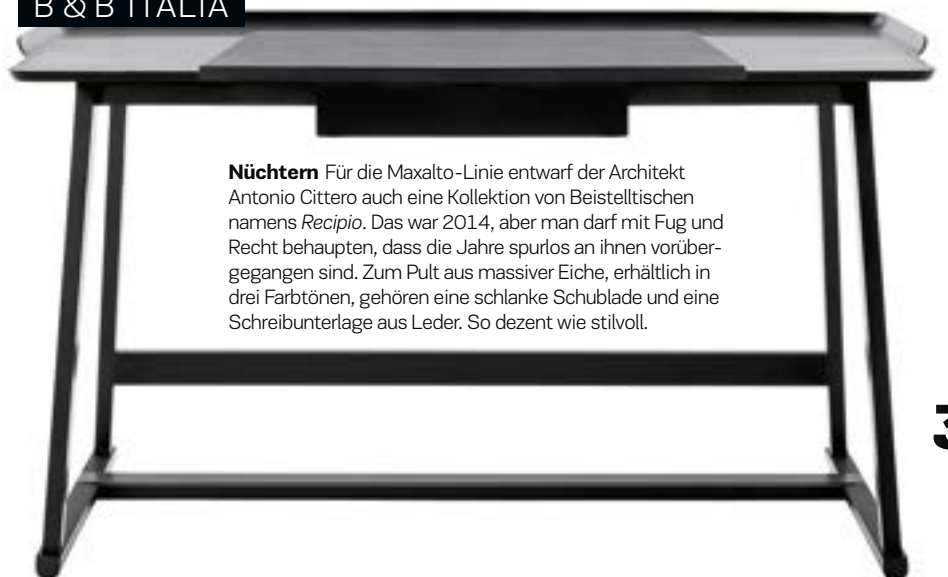 B & B ITALIA
Nüchtern Für die Maxalto-Linie entwarf der Architekt
Antonio Cittero auch eine Kollektion von Beistelltischen
namens Recipio. Das war 2014, aber man darf mit Fug und
Recht behaupten, dass die Jahre spurlos an ihnen vorüber-
gegangen sind. Zum Pult aus massiver Eiche, erhältlich in
drei Farbtönen, gehören eine schlanke Schublade und eine
Schreibunterlage aus Leder. So dezent wie stilvoll.